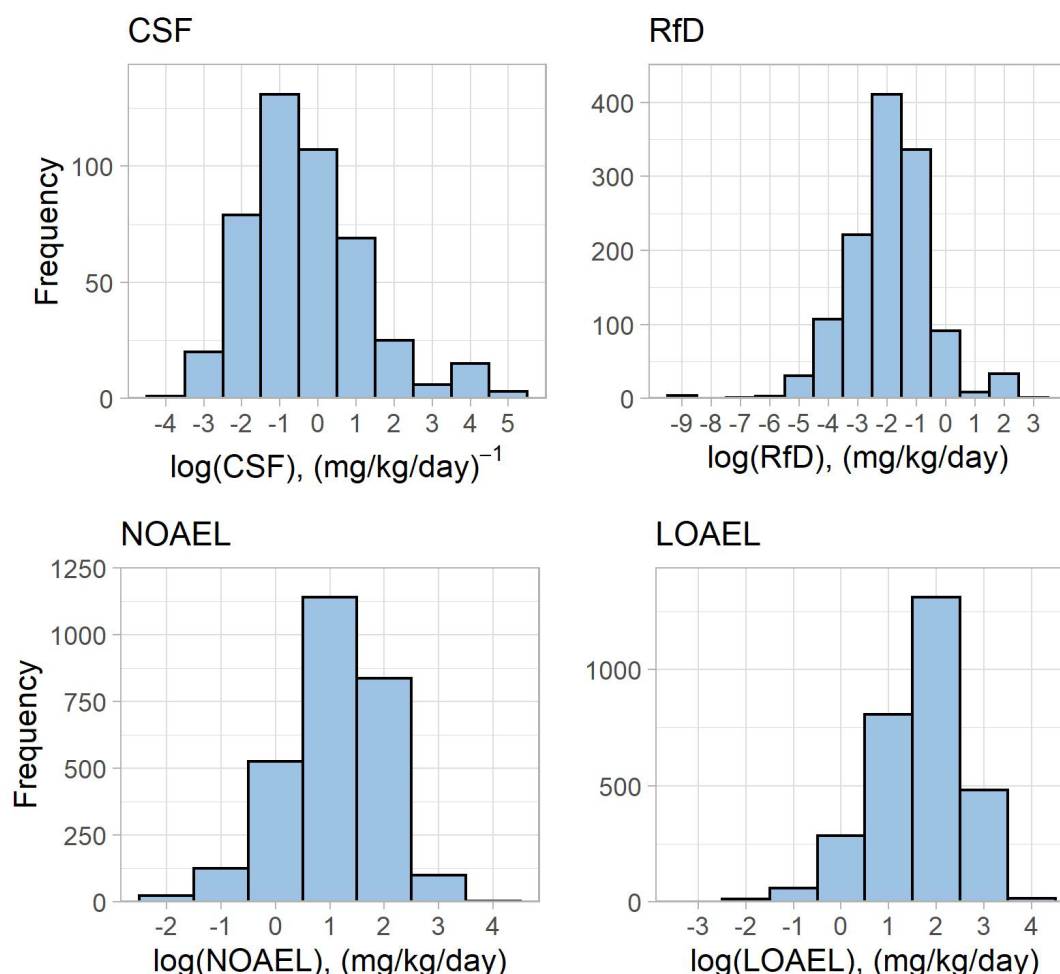 CSF
RfD
Frequency
100
50
0
-4 -3 -2 -1 0 1 2 3 4 5
log(CSF), (mg/kg/day)⁻¹
400
300
200
100
0
-9 -8 -7 -6 -5 -4 -3 -2 -1 0 1 2 3
log(RfD), (mg/kg/day)
NOAEL
LOAEL
Frequency
1250
1000
750
500
250
0
-2 -1 0 1 2 3 4
log(NOAEL), (mg/kg/day)
1000
500
0
-3 -2 -1 0 1 2 3 4
log(LOAEL), (mg/kg/day)